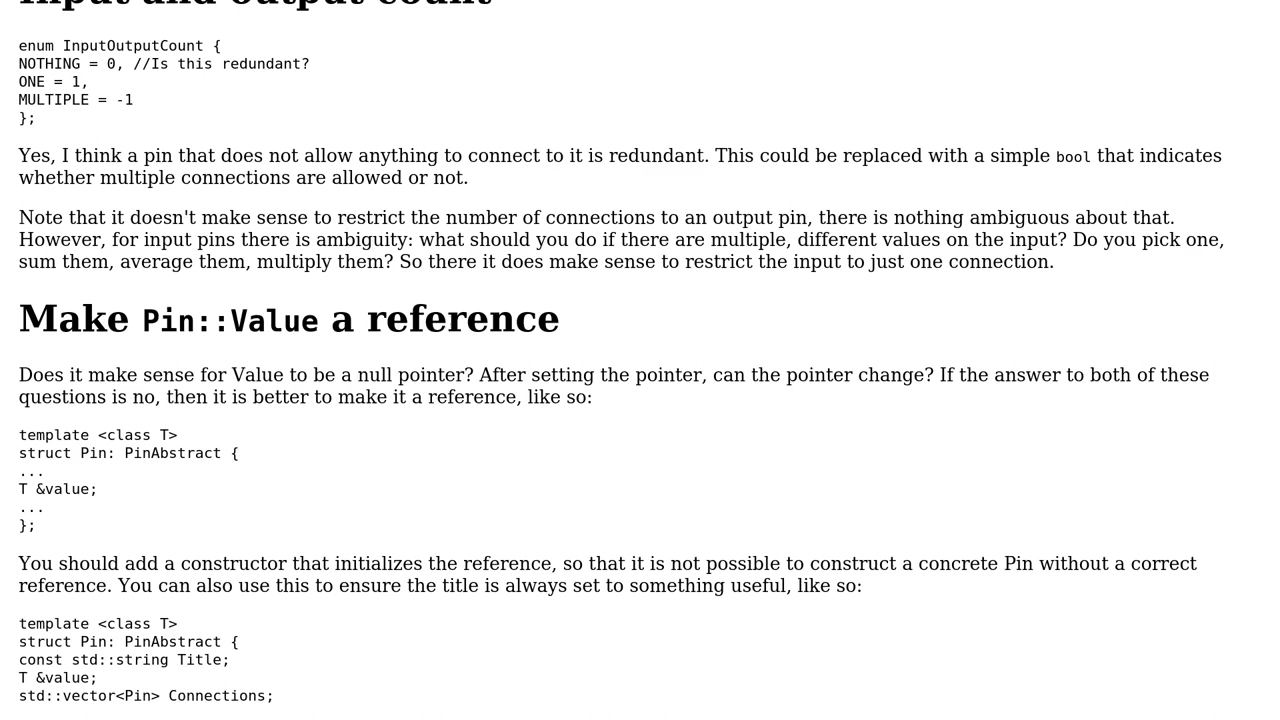 Input and output count
enum InputOutputCount {
NOTHING = 0, //Is this redundant?
ONE = 1,
MULTIPLE = -1
};
Yes, I think a pin that does not allow anything to connect to it is redundant. This could be replaced with a simple bool that indicates
whether multiple connections are allowed or not.
Note that it doesn't make sense to restrict the number of connections to an output pin, there is nothing ambiguous about that.
However, for input pins there is ambiguity: what should you do if there are multiple, different values on the input? Do you pick one,
sum them, average them, multiply them? So there it does make sense to restrict the input to just one connection.
Make Pin::Value a reference
Does it make sense for Value to be a null pointer? After setting the pointer, can the pointer change? If the answer to both of these
questions is no, then it is better to make it a reference, like so:
template <class T>
struct Pin: PinAbstract {
...
T &value;
...
};
You should add a constructor that initializes the reference, so that it is not possible to construct a concrete Pin without a correct
reference. You can also use this to ensure the title is always set to something useful, like so:
template <class T>
struct Pin: PinAbstract {
const std::string Title;
T &value;
std::vector<Pin> Connections;